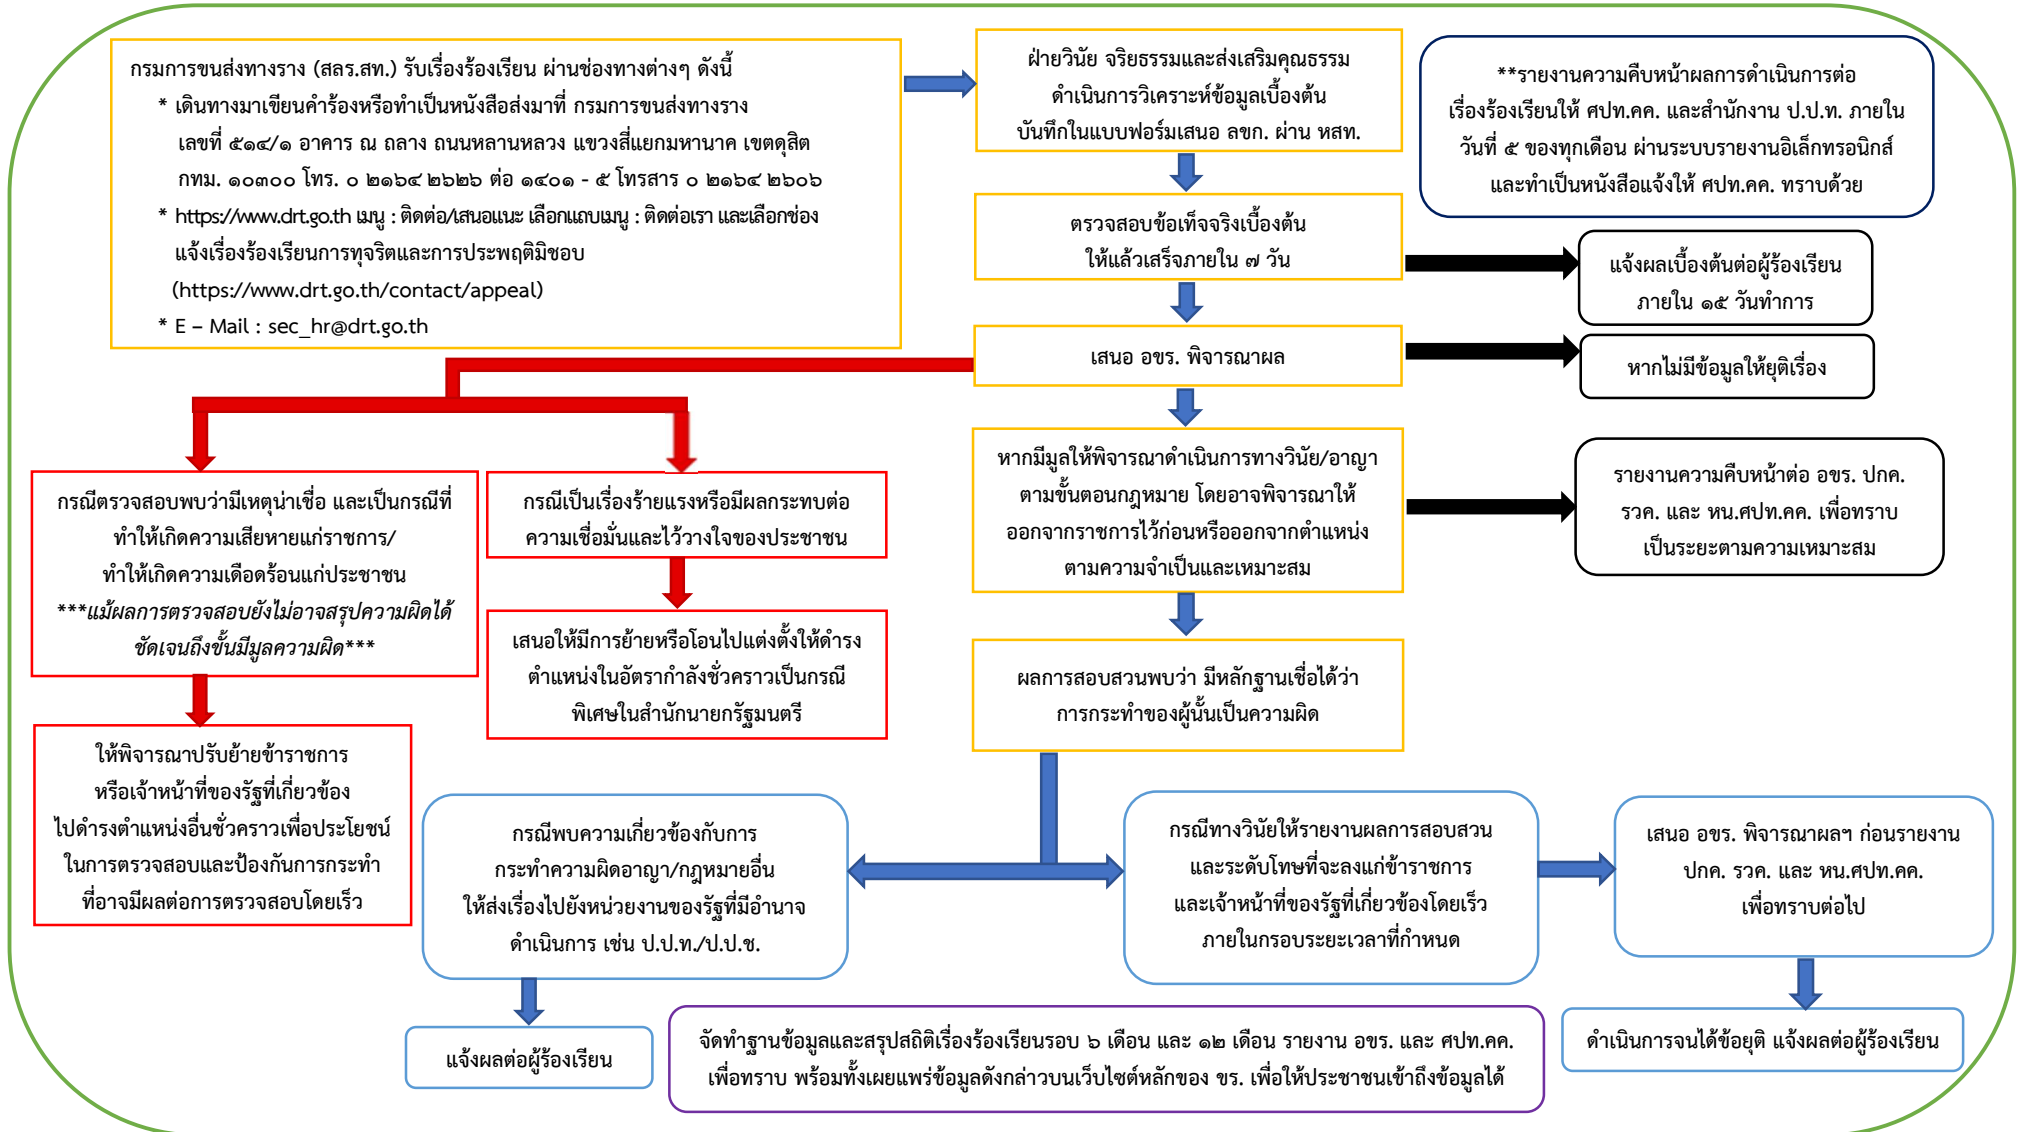 กรมการขนส่งทางราง (สลร.สท.) รับเรื่องร้องเรียน ผ่านช่องทางต่างๆ ดังนี้
* เดินทางมาเขียนคำร้องหรือทำเป็นหนังสือส่งมาที่ กรมการขนส่งทางราง
เลขที่ ๕๑๔/๑ อาคาร ณ ถลาง ถนนหลานหลวง แขวงสี่แยกมหานาค เขตดุสิต
กทม. ๑๐๓๐๐ โทร. ๐ ๒๑๖๔ ๒๖๒๖ ต่อ ๑๔๐๑ - ๕ โทรสาร ๐ ๒๑๖๔ ๒๖๐๖
* https://www.drt.go.th เมนู : ติดต่อ/เสนอแนะ เลือกแถบเมนู : ติดต่อเรา และเลือกช่อง
แจ้งเรื่องร้องเรียนการทุจริตและการประพฤติมิชอบ
(https://www.drt.go.th/contact/appeal)
* E – Mail : sec_hr@drt.go.th
ฝ่ายวินัย จริยธรรมและส่งเสริมคุณธรรม
ดำเนินการวิเคราะห์ข้อมูลเบื้องต้น
บันทึกในแบบฟอร์มเสนอ ลขก. ผ่าน หสท.
**รายงานความคืบหน้าผลการดำเนินการต่อ
เรื่องร้องเรียนให้ ศปท.คค. และสำนักงาน ป.ป.ท. ภายใน
วันที่ ๕ ของทุกเดือน ผ่านระบบรายงานอิเล็กทรอนิกส์
และทำเป็นหนังสือแจ้งให้ ศปท.คค. ทราบด้วย
ตรวจสอบข้อเท็จจริงเบื้องต้น
ให้แล้วเสร็จภายใน ๗ วัน
แจ้งผลเบื้องต้นต่อผู้ร้องเรียน
ภายใน ๑๕ วันทำการ
เสนอ อขร. พิจารณาผล
หากไม่มีข้อมูลให้ยุติเรื่อง
หากมีมูลให้พิจารณาดำเนินการทางวินัย/อาญา
ตามขั้นตอนกฎหมาย โดยอาจพิจารณาให้
ออกจากราชการไว้ก่อนหรือออกจากตำแหน่ง
ตามความจำเป็นและเหมาะสม
รายงานความคืบหน้าต่อ อขร. ปกค.
รวค. และ หน.ศปท.คค. เพื่อทราบ
เป็นระยะตามความเหมาะสม
กรณีตรวจสอบพบว่ามีเหตุน่าเชื่อ และเป็นกรณีที่
ทำให้เกิดความเสียหายแก่ราชการ/
ทำให้เกิดความเดือดร้อนแก่ประชาชน
***แม้ผลการตรวจสอบยังไม่อาจสรุปความผิดได้
ชัดเจนถึงขั้นมีมูลความผิด***
กรณีเป็นเรื่องร้ายแรงหรือมีผลกระทบต่อ
ความเชื่อมั่นและไว้วางใจของประชาชน
เสนอให้มีการย้ายหรือโอนไปแต่งตั้งให้ดำรง
ตำแหน่งในอัตรากำลังชั่วคราวเป็นกรณี
พิเศษในสำนักนายกรัฐมนตรี
ผลการสอบสวนพบว่า มีหลักฐานเชื่อได้ว่า
การกระทำของผู้นั้นเป็นความผิด
ให้พิจารณาปรับย้ายข้าราชการ
หรือเจ้าหน้าที่ของรัฐที่เกี่ยวข้อง
ไปดำรงตำแหน่งอื่นชั่วคราวเพื่อประโยชน์
ในการตรวจสอบและป้องกันการกระทำ
ที่อาจมีผลต่อการตรวจสอบโดยเร็ว
กรณีพบความเกี่ยวข้องกับการ
กระทำความผิดอาญา/กฎหมายอื่น
ให้ส่งเรื่องไปยังหน่วยงานของรัฐที่มีอำนาจ
ดำเนินการ เช่น ป.ป.ท./ป.ป.ช.
กรณีทางวินัยให้รายงานผลการสอบสวน
และระดับโทษที่จะลงแก่ข้าราชการ
และเจ้าหน้าที่ของรัฐที่เกี่ยวข้องโดยเร็ว
ภายในกรอบระยะเวลาที่กำหนด
เสนอ อขร. พิจารณาผลฯ ก่อนรายงาน
ปกค. รวค. และ หน.ศปท.คค.
เพื่อทราบต่อไป
แจ้งผลต่อผู้ร้องเรียน
จัดทำฐานข้อมูลและสรุปสถิติเรื่องร้องเรียนรอบ ๖ เดือน และ ๑๒ เดือน รายงาน อขร. และ ศปท.คค.
เพื่อทราบ พร้อมทั้งเผยแพร่ข้อมูลดังกล่าวบนเว็บไซต์หลักของ ขร. เพื่อให้ประชาชนเข้าถึงข้อมูลได้
ดำเนินการจนได้ข้อยุติ แจ้งผลต่อผู้ร้องเรียน